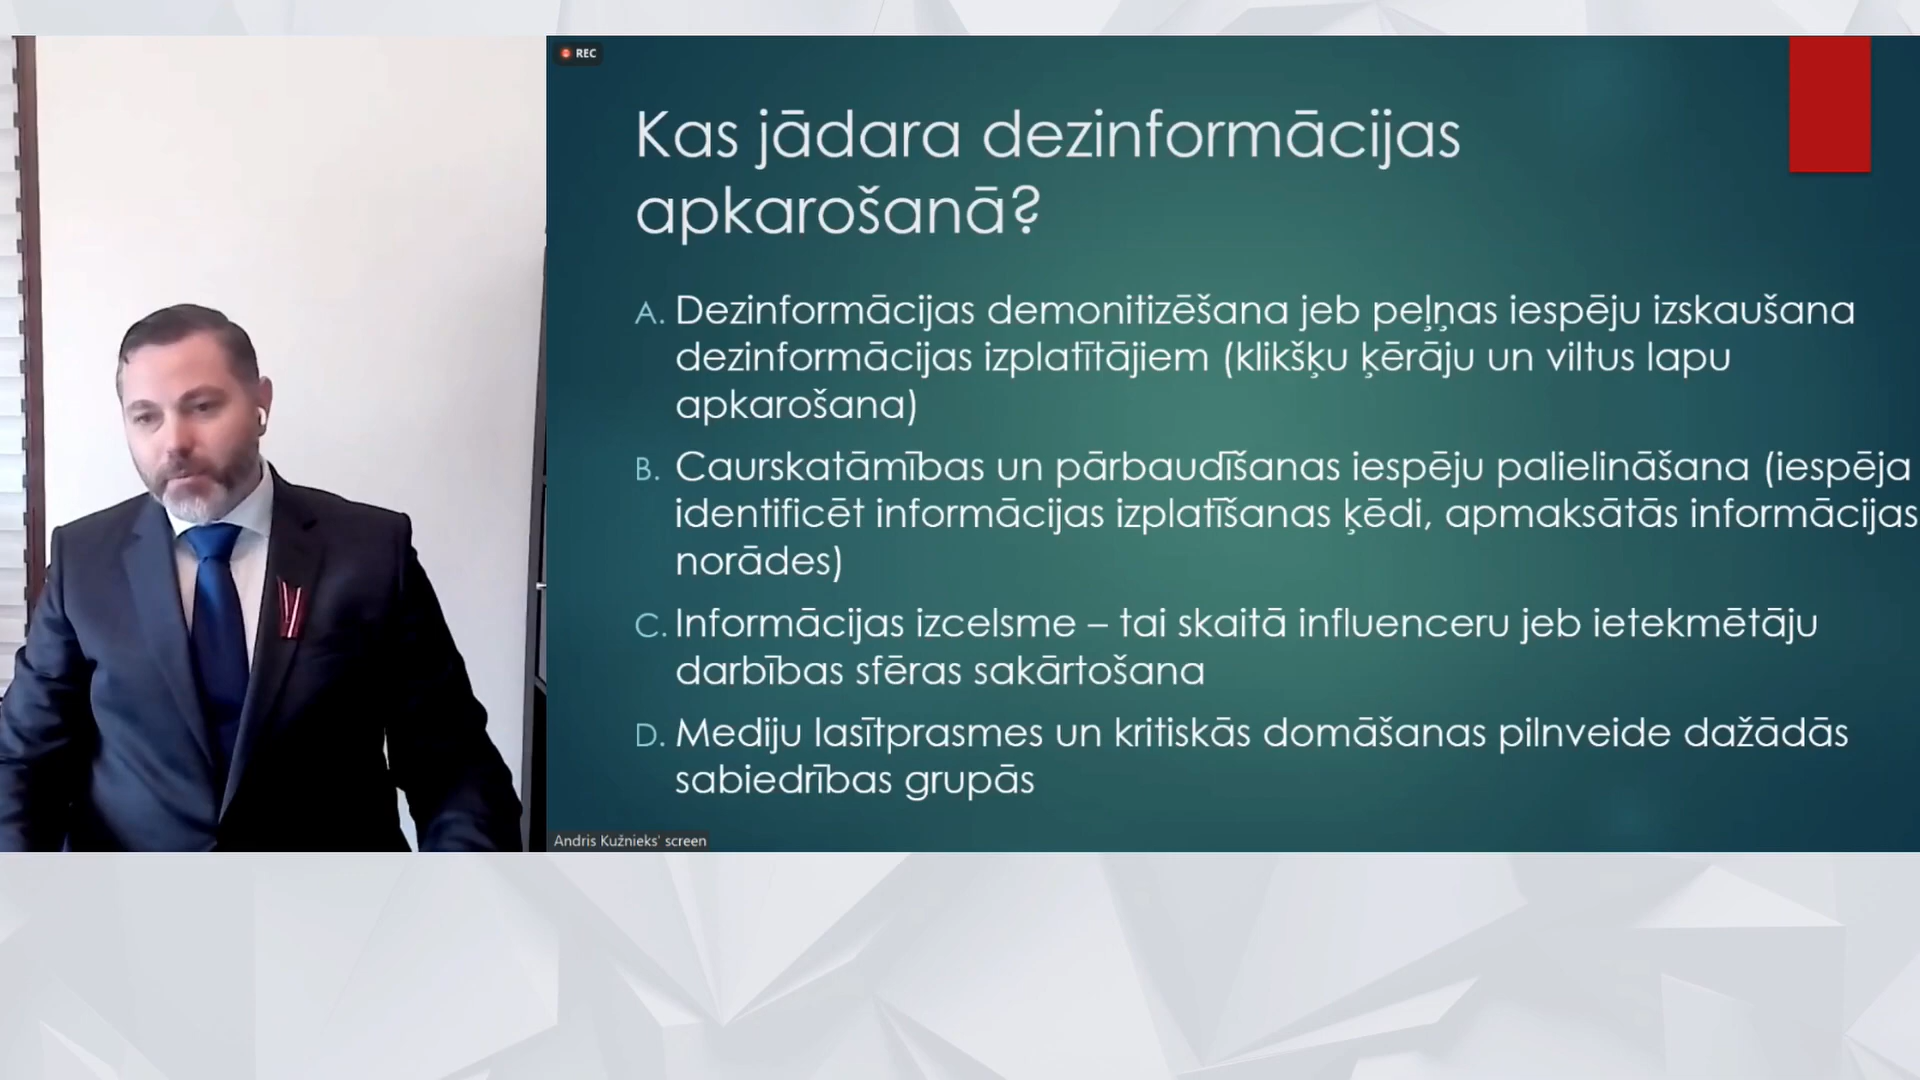 REC
Kas jādara dezinformācijas
apkarošanā?
A. Dezinformācijas demonitizēšana jeb peļņas iespēju izskaušana
dezinformācijas izplatītājiem (klikšķu ķērāju un viltus lapu
apkarošana)
B. Caurskatāmības un pārbaudīšanas iespēju palielināšana (iespēja
identificēt informācijas izplatīšanas ķēdi, apmaksātās informācijas
norādes)
C. Informācijas izcelsme – tai skaitā influenceru jeb ietekmētāju
darbības sfēras sakārtošana
D. Mediju lasītprasmes un kritiskās domāšanas pilnveide dažādās
sabiedrības grupās
Andris Kužnieks' screen